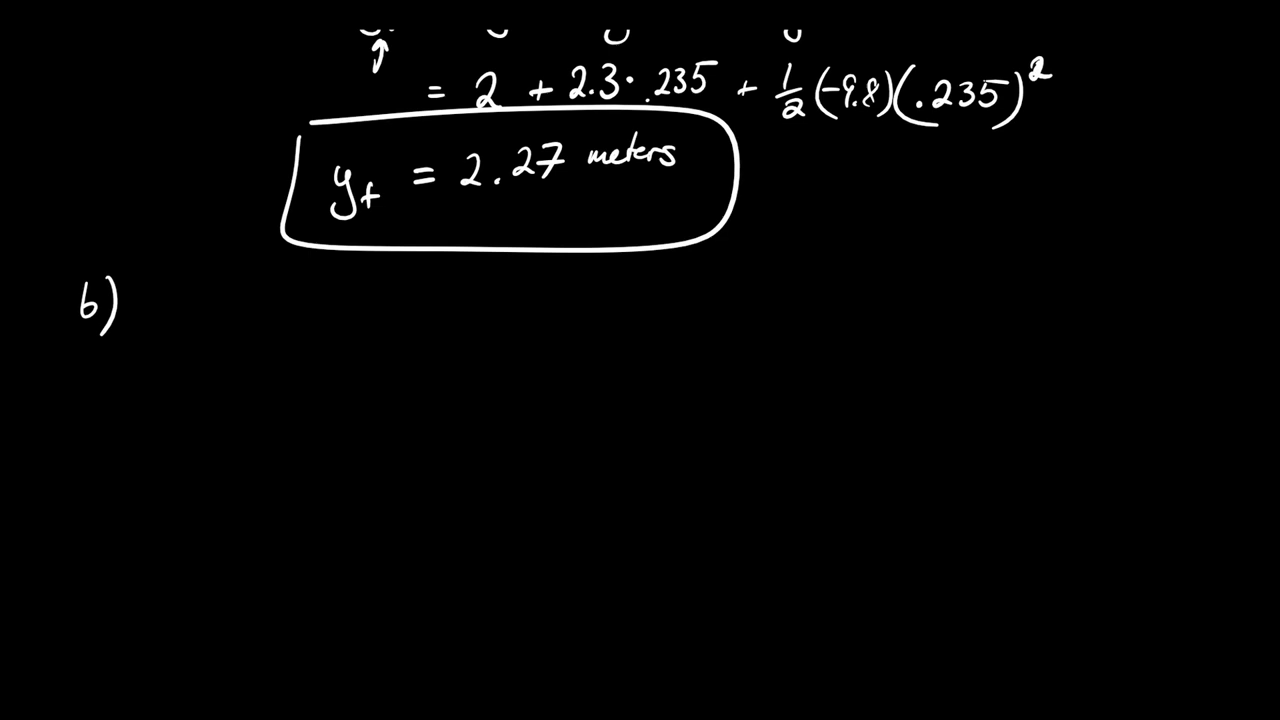 = 2 + 2.3 · .235 + 1/2 (-9.8)(.235)²
y_f = 2.27 meters
b)